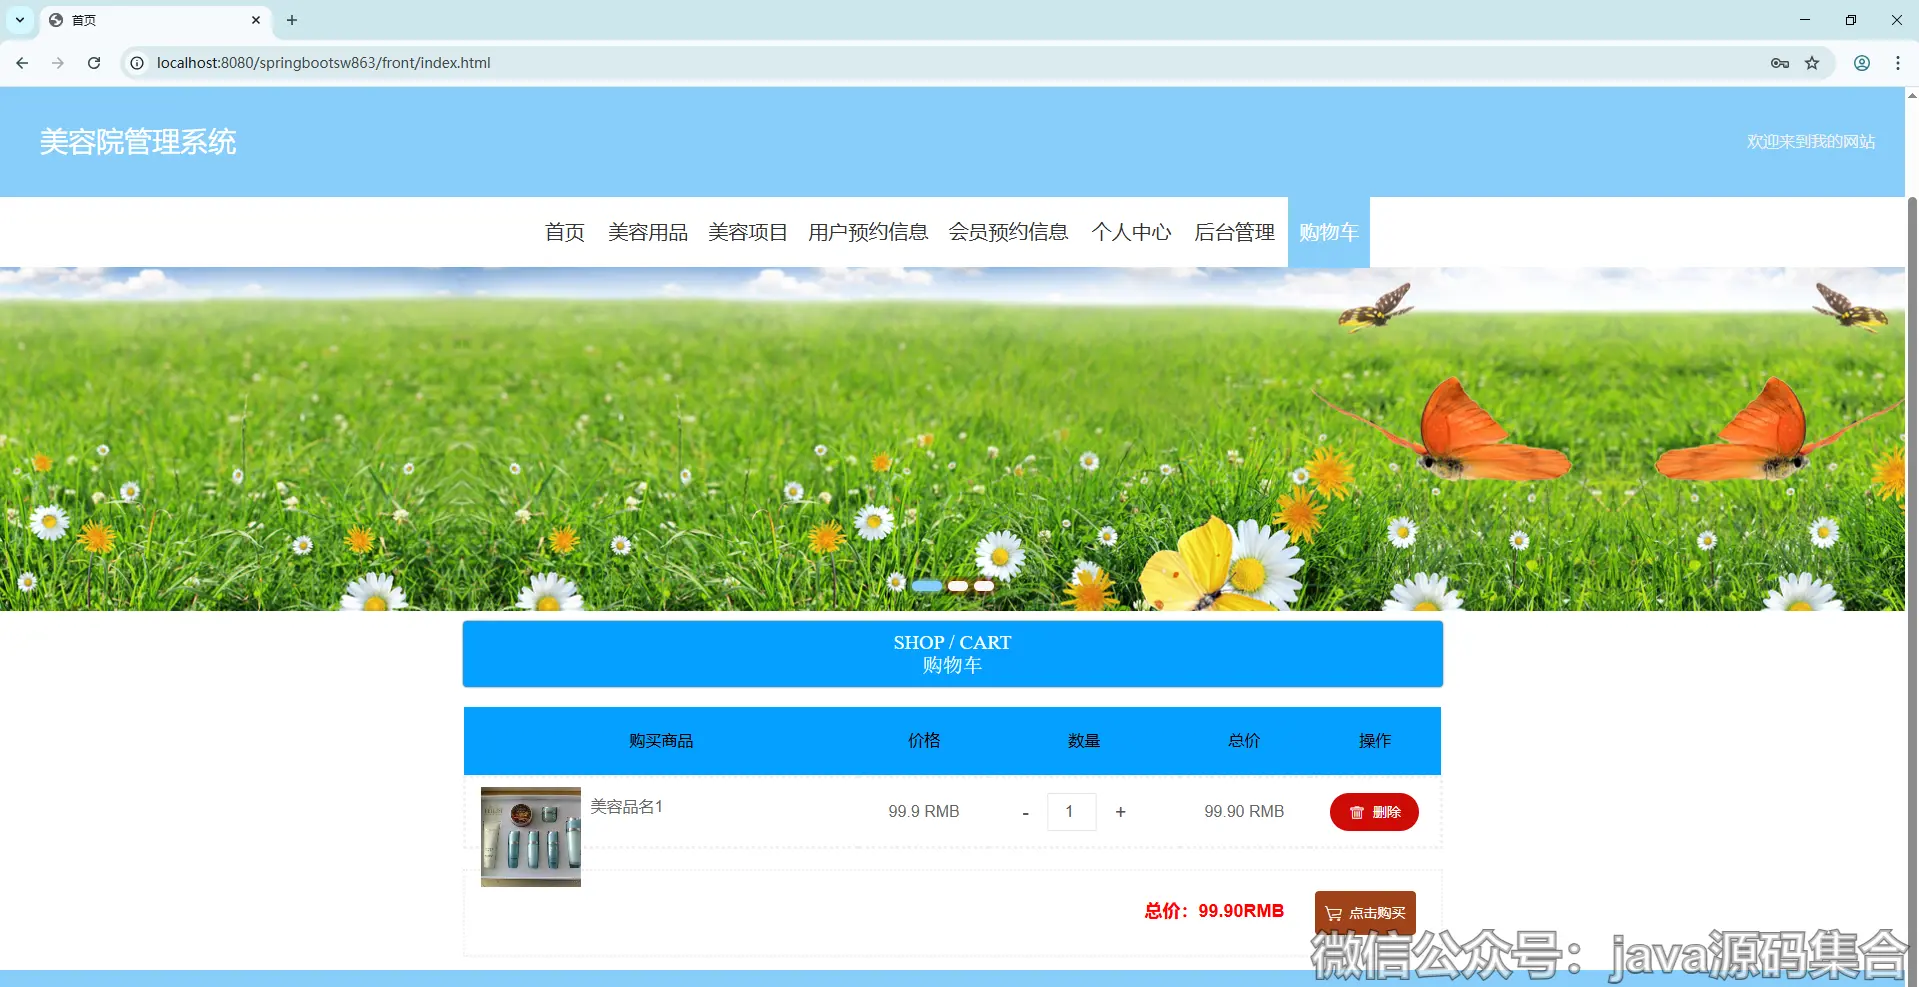 首页
localhost:8080/springbootsw863/front/index.html
美容院管理系统
欢迎来到我的网站
首页 美容用品 美容项目 用户预约信息 会员预约信息 个人中心 后台管理 购物车
SHOP / CART
购物车
购买商品 价格 数量 总价 操作
美容品名1 99.9 RMB - 1 + 99.90 RMB 删除
总价：99.90RMB 点击购买
微信公众号：java源码集合